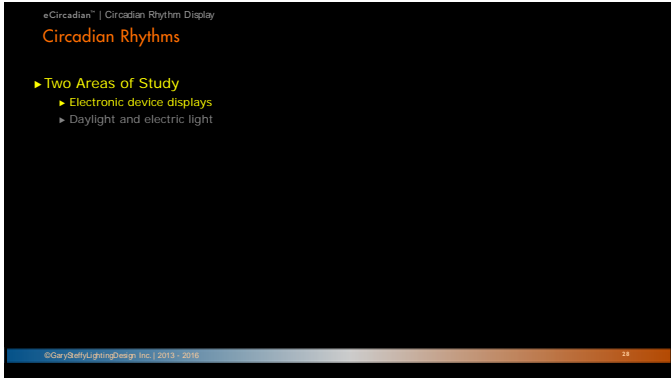 eCircadian™ | Circadian Rhythm Display
Circadian Rhythms
▸ Two Areas of Study
▸ Electronic device displays
▸ Daylight and electric light
©GarySteffyLightingDesign Inc. | 2013 - 2016 28